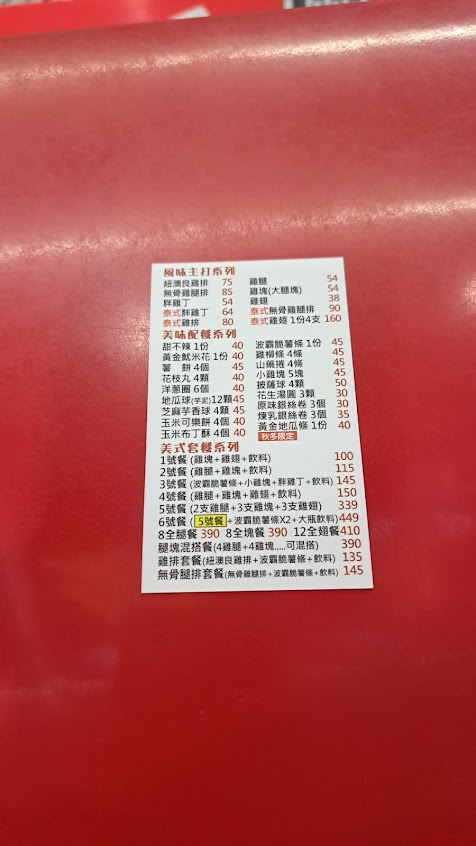 風味主打系列
紐澳良雞排 75 雞腿 54
無骨雞腿排 85 雞塊(大腿塊) 54
胖雞丁 54 雞翅 38
泰式胖雞丁 64 泰式無骨雞腿排 90
泰式雞排 80 泰式雞翅 1份4支 160
美味配餐系列
甜不辣 1份 40 波霸脆薯條 1份 45
黃金魷米花 1份 40 雞柳條 4條 45
薯餅 4個 45 山藥捲 4條 45
花枝丸 4顆 40 小雞塊 5塊 45
洋蔥圈 6個 40 披薩球 4顆 50
地瓜球(芋泥)12顆 45 花生湯圓 3顆 30
芝麻芋香球 4顆 45 原味銀絲卷 3個 30
玉米可樂餅 4個 40 煉乳銀絲卷 3個 35
玉米布丁酥 4個 40 黃金地瓜條 1份 40
秋冬限定
美式套餐系列
1號餐 (雞塊+雞翅+飲料) 100
2號餐 (雞腿+雞塊+飲料) 115
3號餐 (波霸脆薯條+小雞塊+胖雞丁+飲料) 145
4號餐 (雞腿+雞塊+雞翅+飲料) 150
5號餐 (2支雞腿+3支雞塊+3支雞翅) 339
6號餐 (5號餐+波霸脆薯條X2+大瓶飲料) 449
8全腿餐 390 8全塊餐 390 12全翅餐 410
腿塊混搭餐(4雞腿+4雞塊.....可混搭) 390
雞排套餐(紐澳良雞排+波霸脆薯條+飲料) 135
無骨腿排套餐(無骨雞腿排+波霸脆薯條+飲料) 145